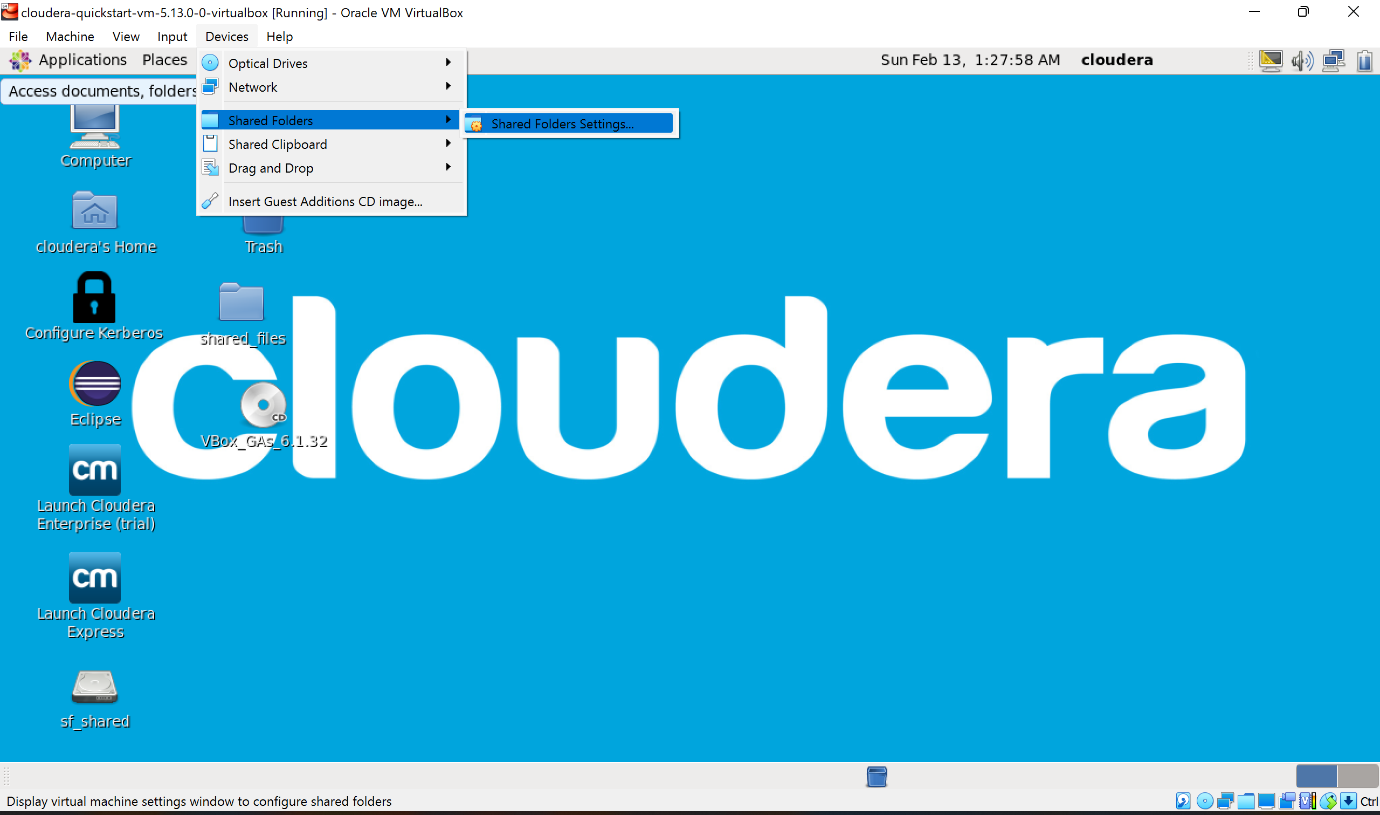 cloudera-quickstart-vm-5.13.0-0-virtualbox [Running] - Oracle VM VirtualBox
File Machine View Input Devices Help
Applications Places
Sun Feb 13, 1:27:58 AM cloudera
Access documents, folders
Optical Drives
Network
Shared Folders
Shared Folders Settings...
Shared Clipboard
Drag and Drop
Insert Guest Additions CD image...
Computer
cloudera's Home
Trash
Configure Kerberos
shared_files
Eclipse
CD
VBox_GAs_6.1.32
cloudera
cm
Launch Cloudera
Enterprise (trial)
cm
Launch Cloudera
Express
sf_shared
Display virtual machine settings window to configure shared folders
Ctrl